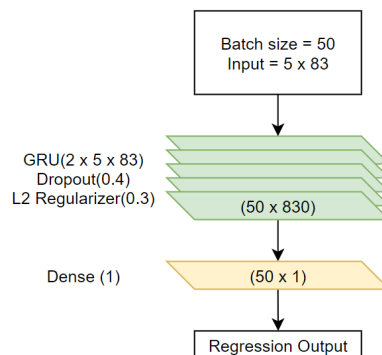 Batch size = 50
Input = 5 x 83
GRU(2 x 5 x 83)
Dropout(0.4)
L2 Regularizer(0.3)
(50 x 830)
Dense (1)
(50 x 1)
Regression Output